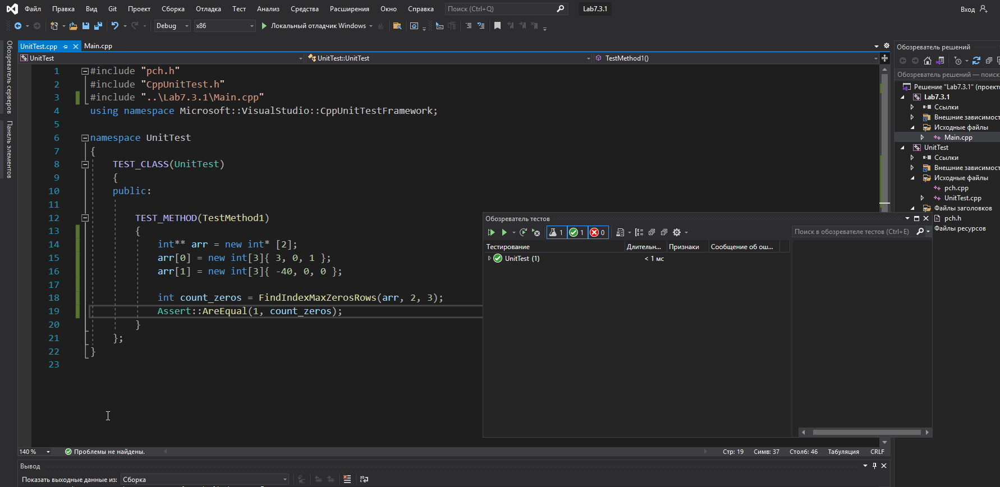 Файл Правка Вид Git Проект Сборка Отладка Тест Анализ Средства Расширения Окно Справка Поиск (Ctrl+Q) Lab7.3.1 Вход
Debug x86 Локальный отладчик Windows
Обозреватель серверов
Панель элементов
UnitTest.cpp Main.cpp
UnitTest UnitTest::UnitTest TestMethod1()
1 #include "pch.h"
2 #include "CppUnitTest.h"
3 #include "..\Lab7.3.1\Main.cpp"
4 using namespace Microsoft::VisualStudio::CppUnitTestFramework;
5
6 namespace UnitTest
7 {
8 TEST_CLASS(UnitTest)
9 {
10 public:
11
12 TEST_METHOD(TestMethod1)
13 {
14 int** arr = new int* [2];
15 arr[0] = new int[3]{ 3, 0, 1 };
16 arr[1] = new int[3]{ -40, 0, 0 };
17
18 int count_zeros = FindIndexMaxZerosRows(arr, 2, 3);
19 Assert::AreEqual(1, count_zeros);
20 }
21 };
22 }
23
Обозреватель тестов
1 1 0 Поиск в обозревателе тестов (Ctrl+E)
Тестирование Длительн... Признаки Сообщение об ош...
UnitTest (1) < 1 мс
Обозреватель решений
Обозреватель решений — поиск
Решение "Lab7.3.1" (проекти
Lab7.3.1
Ссылки
Внешние зависимост
Исходные файлы
Main.cpp
UnitTest
Ссылки
Внешние зависимост
Исходные файлы
pch.cpp
UnitTest.cpp
Файлы заголовков
pch.h
Файлы ресурсов
140 % Проблемы не найдены. Стр: 19 Симв: 37 Столб: 46 Табуляция CRLF
Вывод
Показать выходные данные из: Сборка